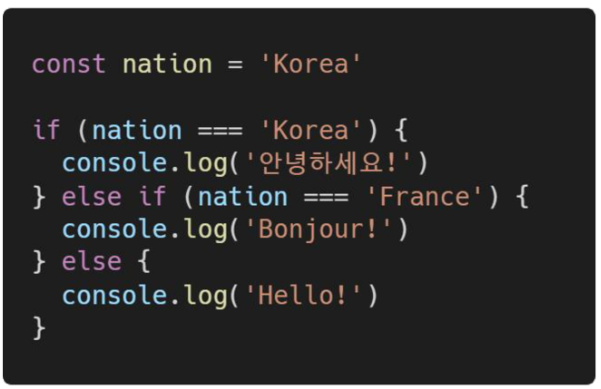 const nation = 'Korea'
if (nation === 'Korea') {
console.log('안녕하세요!')
} else if (nation === 'France') {
console.log('Bonjour!')
} else {
console.log('Hello!')
}